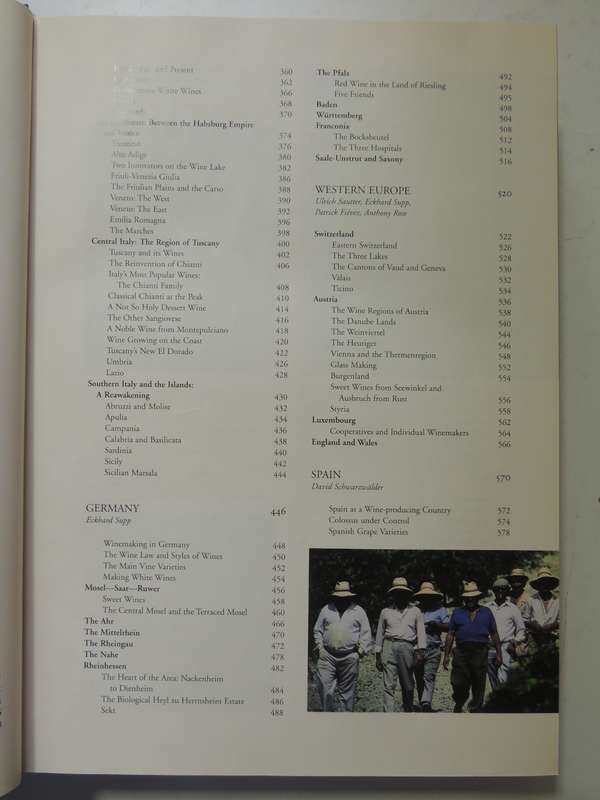 and Present 360
362
White Wines 366
368
370
Between the Habsburg Empire
374
376
Alto Adige 380
Two Innovators on the Wine Lake 382
Friuli-Venezia Giulia 386
The Friulian Plains and the Carso 388
Veneto: The West 390
Veneto: The East 392
Emilia Romagna 396
The Marches 398
Central Italy: The Region of Tuscany 400
Tuscany and its Wines 402
The Reinvention of Chianti 406
Italy's Most Popular Wines:
The Chianti Family 408
Classical Chianti at the Peak 410
A Not So Holy Dessert Wine 414
The Other Sangiovese 416
A Noble Wine from Montepulciano 418
Wine Growing on the Coast 420
Tuscany's New El Dorado 422
Umbria 426
Lazio 428
Southern Italy and the Islands:
A Reawakening 430
Abruzzi and Molise 432
Apulia 434
Campania 436
Calabria and Basilicata 438
Sardinia 440
Sicily 442
Sicilian Marsala 444
GERMANY 446
Eckhard Supp
Winemaking in Germany 448
The Wine Law and Styles of Wines 450
The Main Vine Varieties 452
Making White Wines 454
Mosel—Saar—Ruwer 456
Sweet Wines 458
The Central Mosel and the Terraced Mosel 460
The Ahr 466
The Mittelrhein 470
The Rheingau 472
The Nahe 478
Rheinhessen 482
The Heart of the Area: Nackenheim
to Dienheim 484
The Biological Heyl zu Herrnsheim Estate 486
Sekt 488
The Pfalz 492
Red Wine in the Land of Riesling 494
Five Friends 495
Baden 498
Württemberg 504
Franconia 508
The Bocksbeutel 512
The Three Hospitals 514
Saale-Unstrut and Saxony 516
WESTERN EUROPE 520
Ulrich Sautter, Eckhard Supp,
Patrick Fiévez, Anthony Rose
Switzerland 522
Eastern Switzerland 526
The Three Lakes 528
The Cantons of Vaud and Geneva 530
Valais 532
Ticino 534
Austria 536
The Wine Regions of Austria 538
The Danube Lands 540
The Weinviertel 544
The Heuriger 546
Vienna and the Thermenregion 548
Glass Making 552
Burgenland 554
Sweet Wines from Seewinkel and
Ausbruch from Rust 556
Styria 558
Luxembourg 562
Cooperatives and Individual Winemakers 564
England and Wales 566
SPAIN 570
David Schwarzwälder
Spain as a Wine-producing Country 572
Colossus under Control 574
Spanish Grape Varieties 578